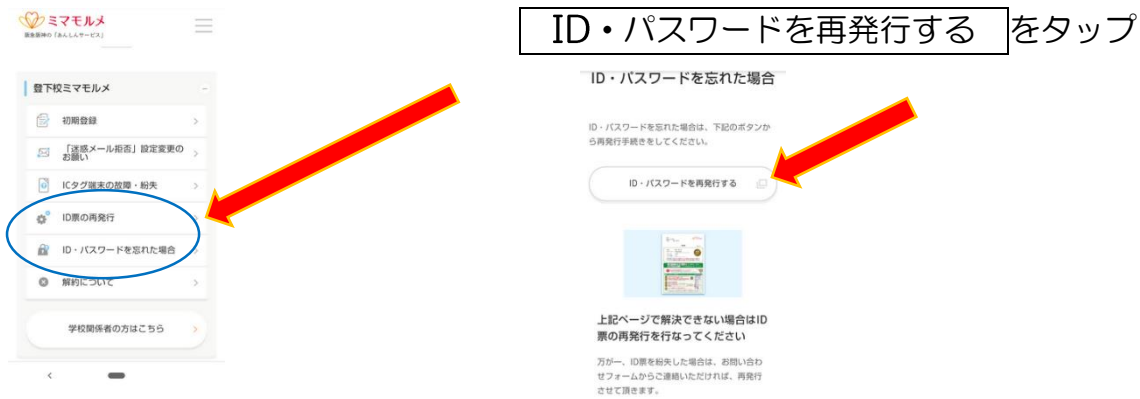 ミマモルメ
阪急阪神の「あんしんサービス」
登下校ミマモルメ
初期登録
「迷惑メール拒否」設定変更の
お願い
ICタグ端末の故障・紛失
ID票の再発行
ID・パスワードを忘れた場合
解約について
学校関係者の方はこちら
ID・パスワードを再発行する をタップ
ID・パスワードを忘れた場合
ID・パスワードを忘れた場合は、下記のボタンか
ら再発行手続きをしてください。
ID・パスワードを再発行する
上記ページで解決できない場合はID
票の再発行を行なってください
万が一、ID票を紛失した場合は、お問い合わ
せフォームからご連絡いただければ、再発行
させて頂きます。